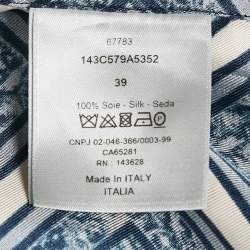 67783
143C579A5352
39
100% Soie - Silk - Seda
CNPJ 02-046-366/0003-99
CA65281
RN : 143628
Made In ITALY
ITALIA